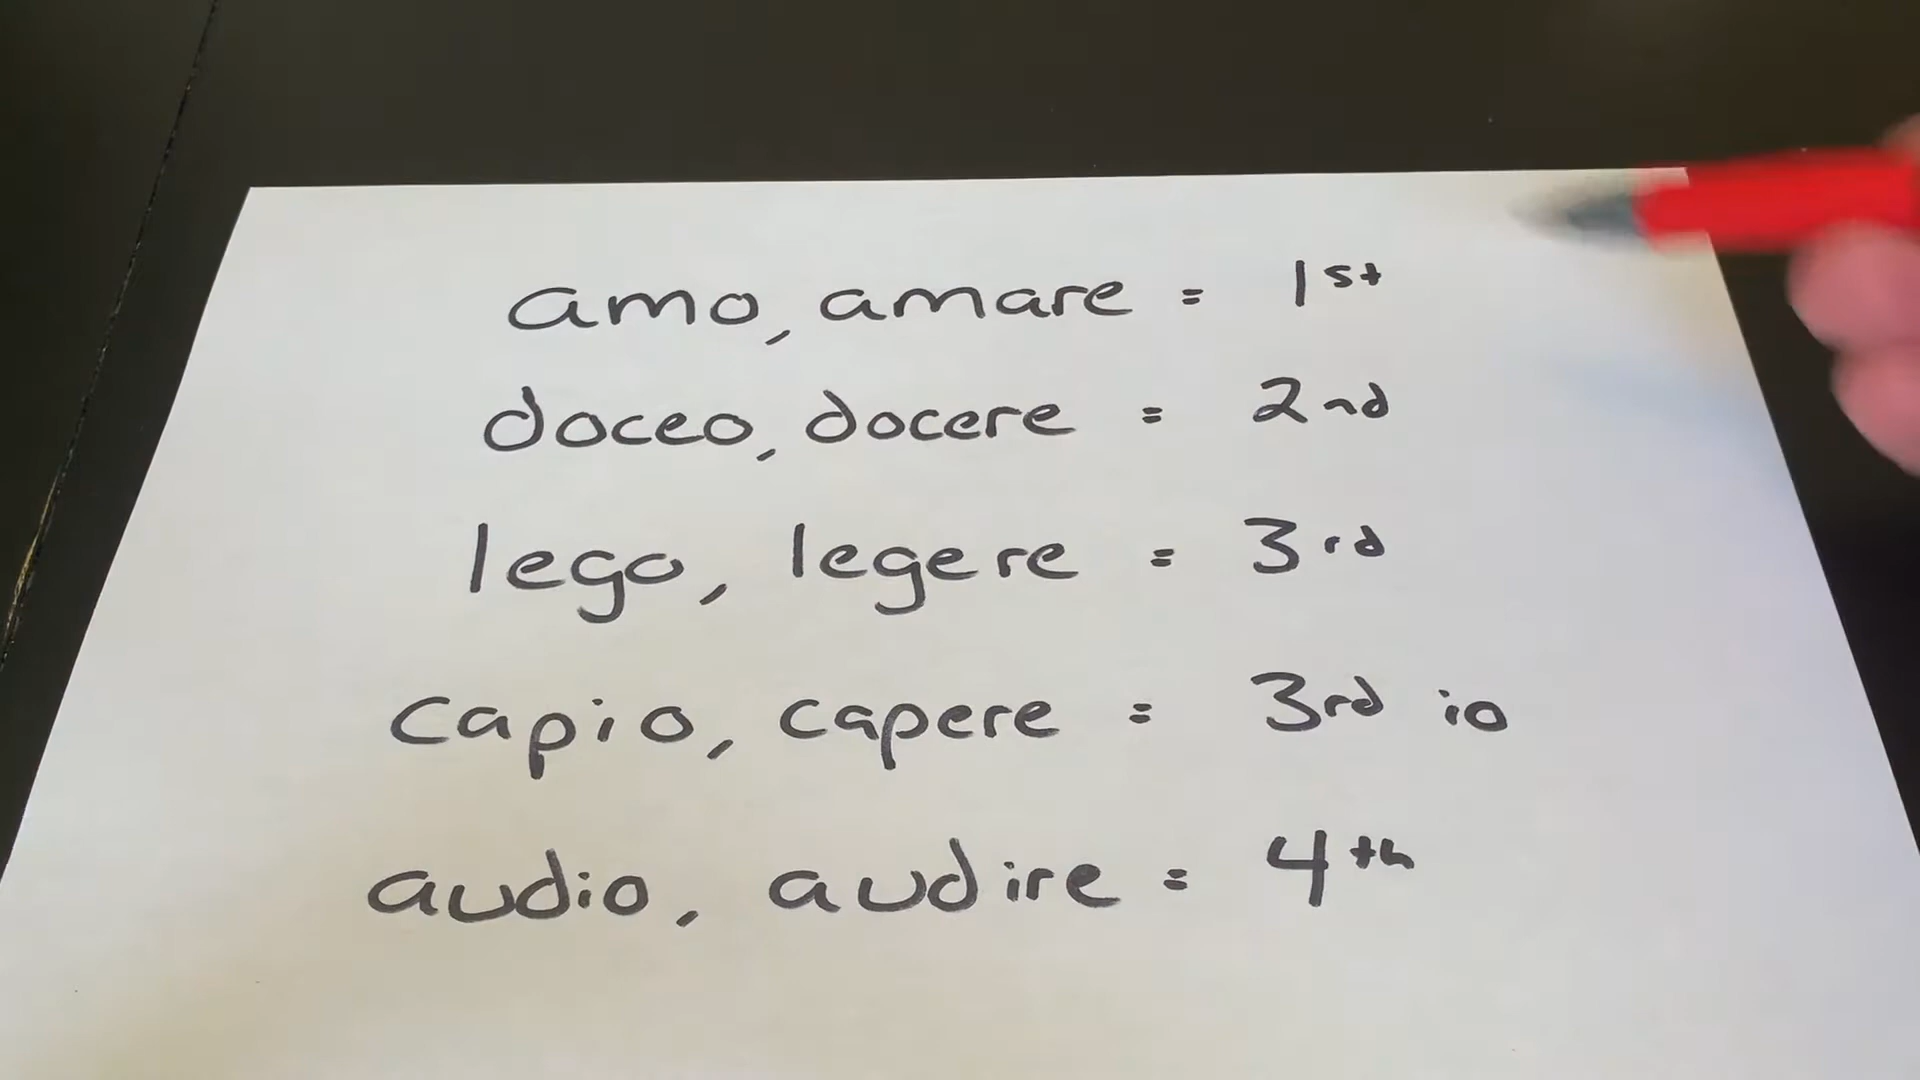 amo, amare = 1st
doceo, docere = 2nd
lego, legere = 3rd
capio, capere = 3rd io
audio, audire = 4th